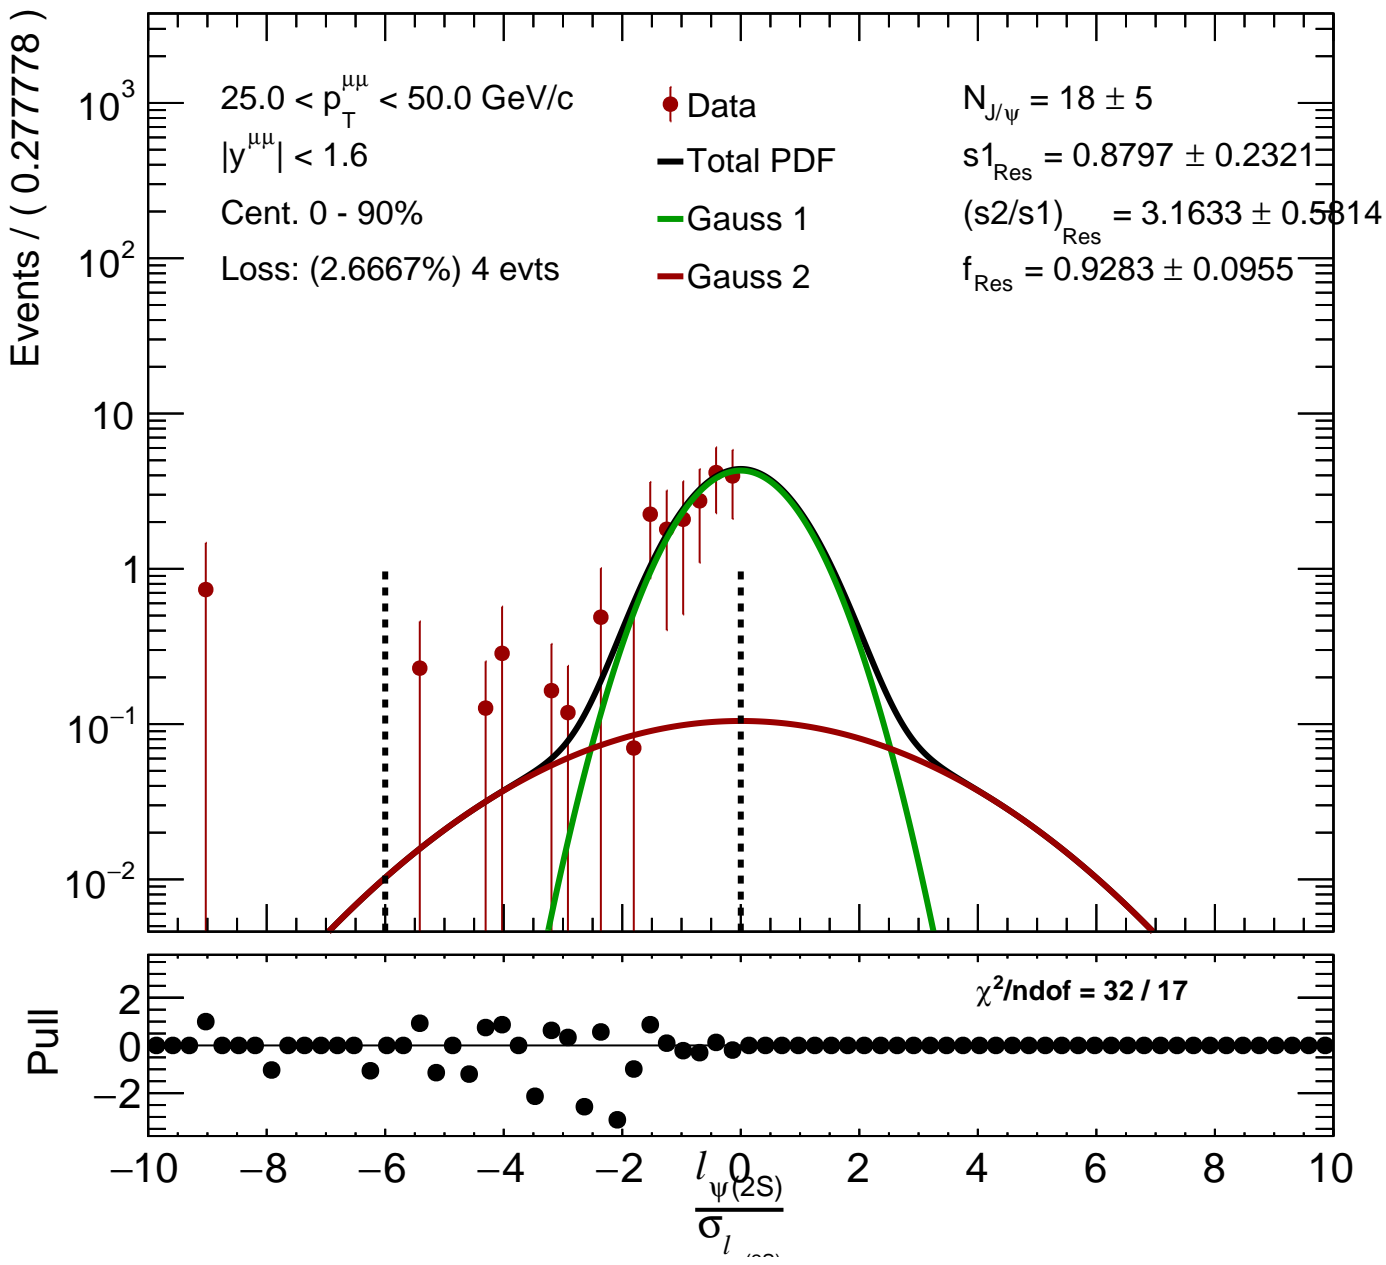 Events / ( 0.277778 )
10³
10²
10
1
10⁻¹
10⁻²
25.0 < p_T^μμ < 50.0 GeV/c
|y^μμ| < 1.6
Cent. 0 - 90%
Loss: (2.6667%) 4 evts
Data
Total PDF
Gauss 1
Gauss 2
N_J/ψ = 18 ± 5
s1_Res = 0.8797 ± 0.2321
(s2/s1)_Res = 3.1633 ± 0.5814
f_Res = 0.9283 ± 0.0955
Pull
2
0
−2
χ²/ndof = 32 / 17
−10 −8 −6 −4 −2 0 2 4 6 8 10
l_ψ(2S)
σ_l